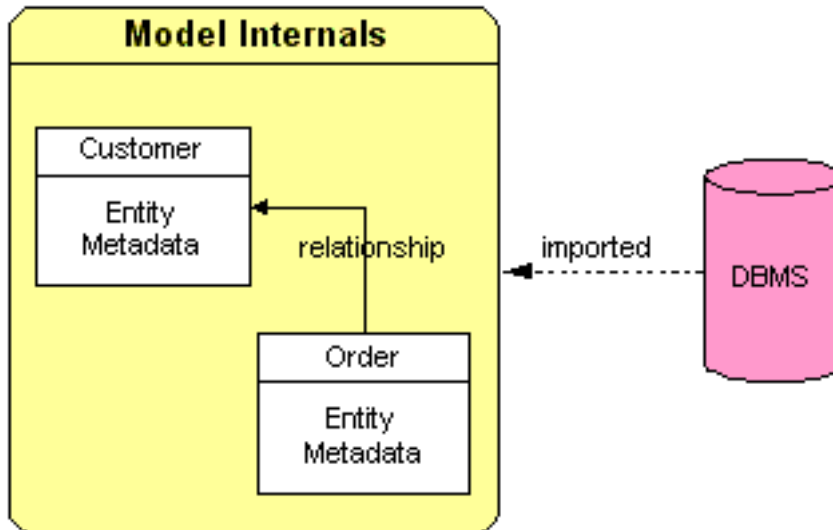 Model Internals
Customer
Entity
Metadata
relationship
imported
DBMS
Order
Entity
Metadata